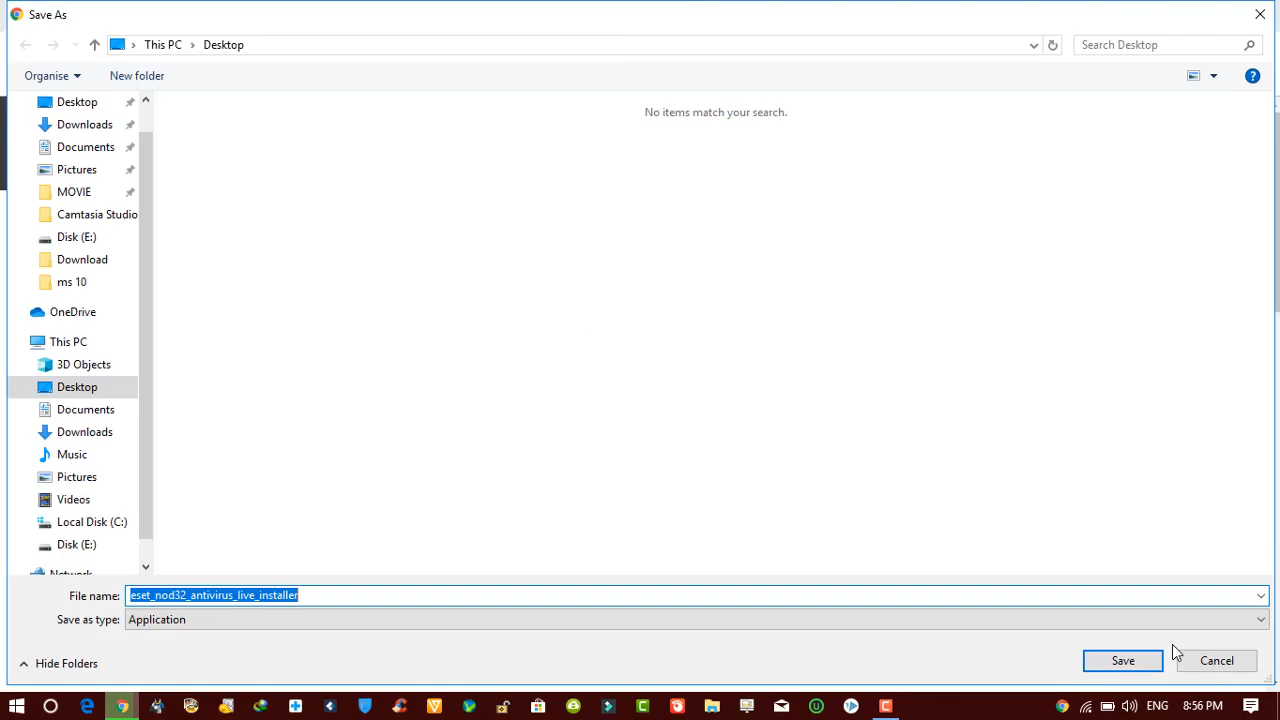 Save As
This PC > Desktop
Search Desktop
Organise
New folder
Desktop
Downloads
Documents
Pictures
MOVIE
Camtasia Studio
Disk (E:)
Download
ms 10
OneDrive
This PC
3D Objects
Desktop
Documents
Downloads
Music
Pictures
Videos
Local Disk (C:)
Disk (E:)
Network
No items match your search.
File name: eset_nod32_antivirus_live_installer
Save as type: Application
Hide Folders
Save
Cancel
ENG
8:56 PM